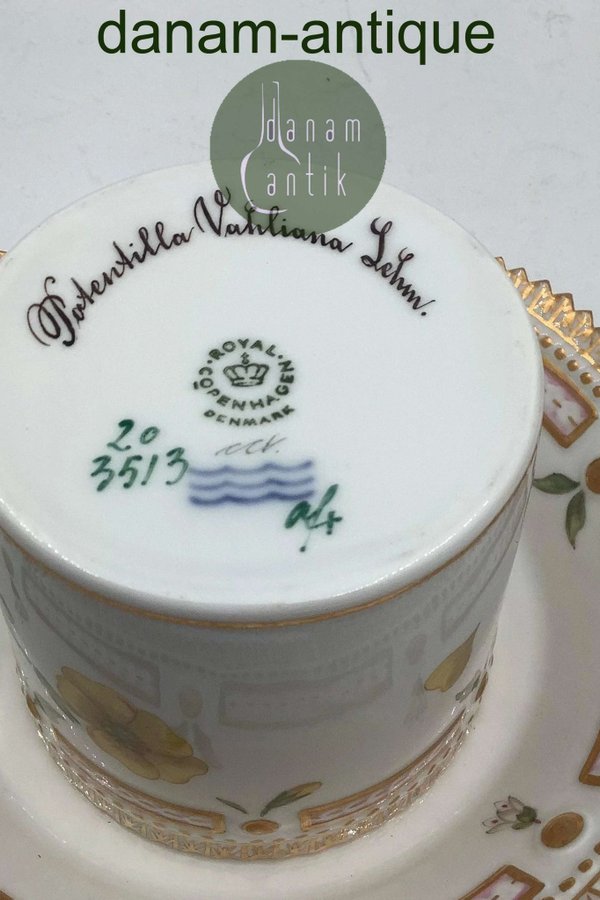 danam-antique
danam
antik
Potentilla Vahliana Lehm.
ROYAL COPENHAGEN
DENMARK
20
3513